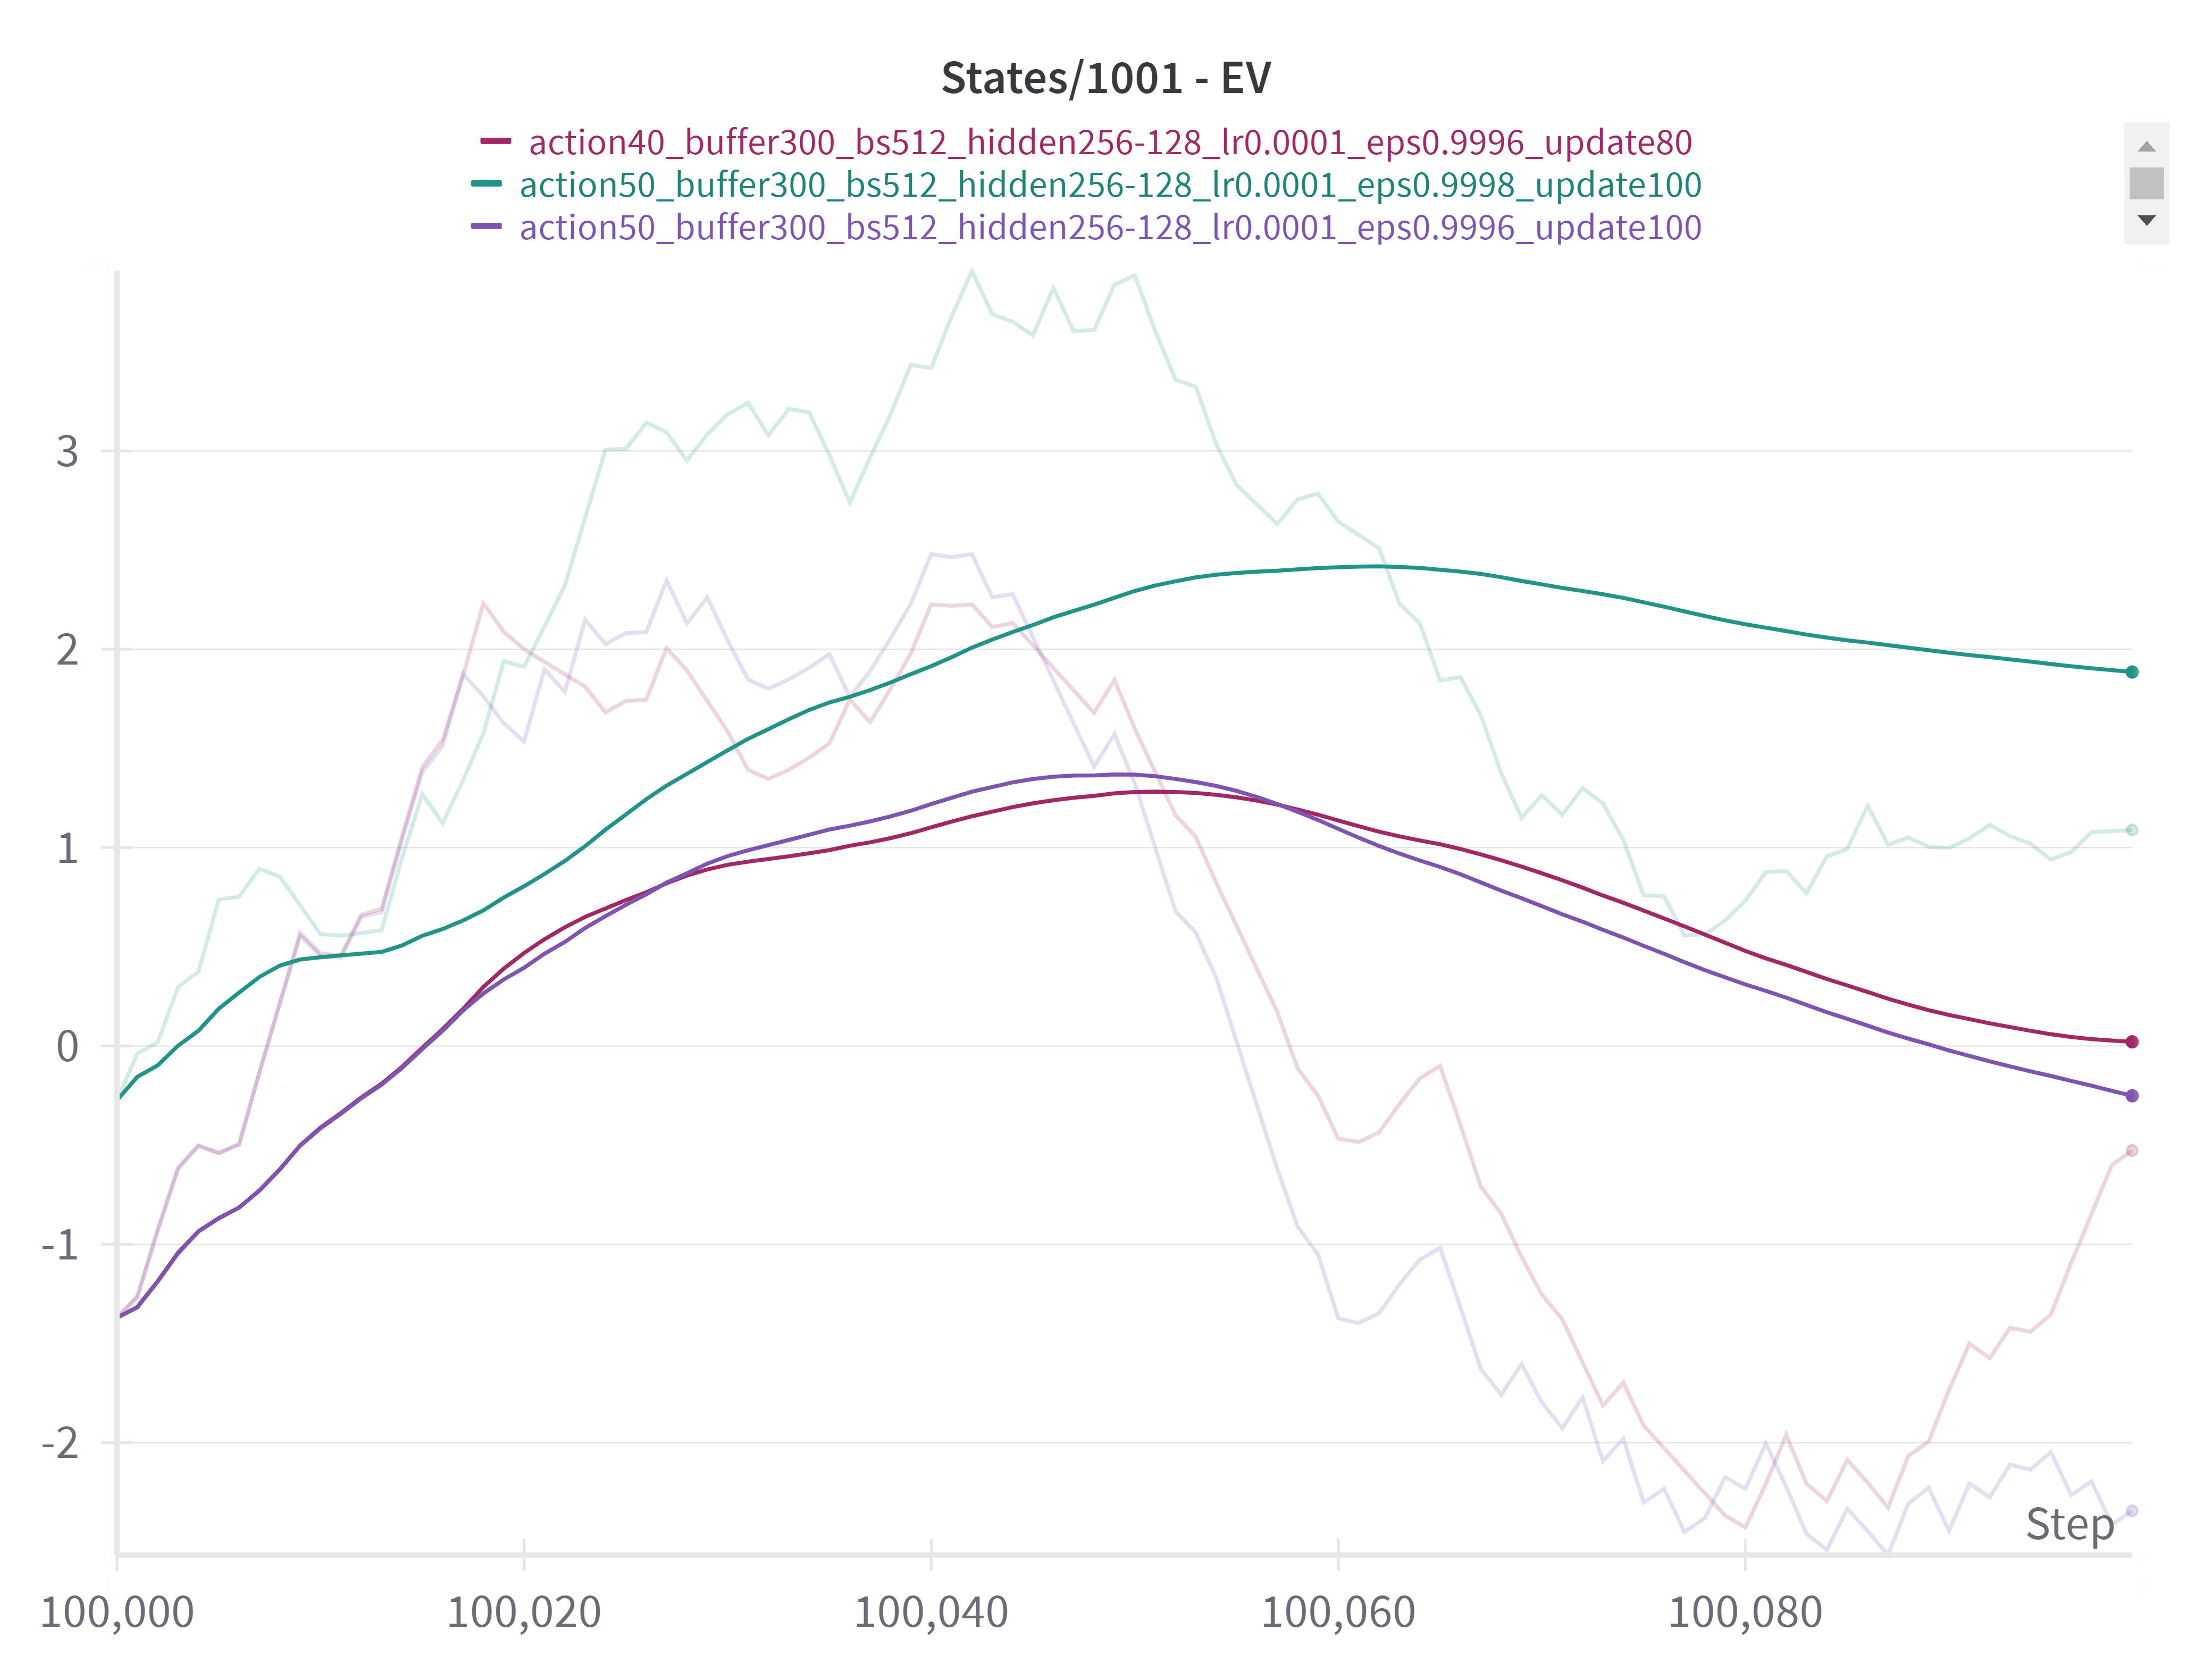 States/1001 - EV
action40_buffer300_bs512_hidden256-128_lr0.0001_eps0.9996_update80
action50_buffer300_bs512_hidden256-128_lr0.0001_eps0.9998_update100
action50_buffer300_bs512_hidden256-128_lr0.0001_eps0.9996_update100
3
2
1
0
-1
-2
Step
100,000 100,020 100,040 100,060 100,080